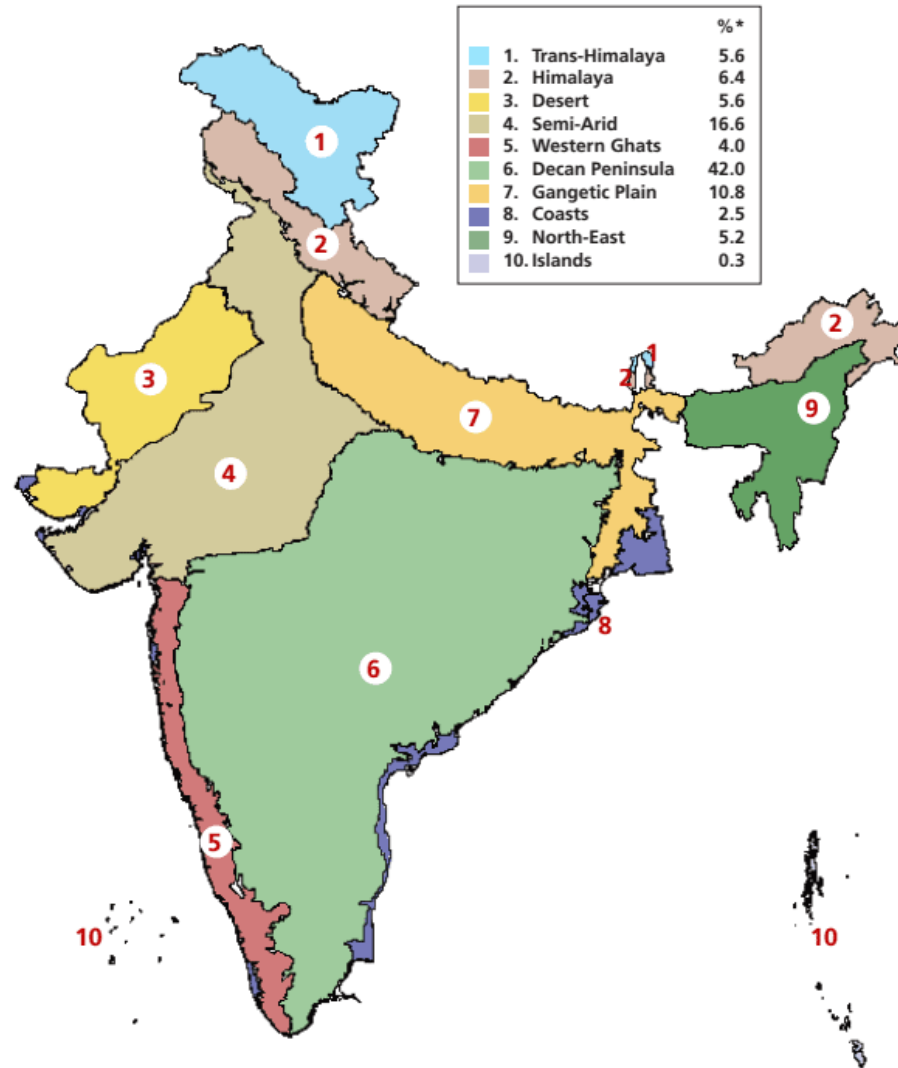 %*
1. Trans-Himalaya 5.6
2. Himalaya 6.4
3. Desert 5.6
4. Semi-Arid 16.6
5. Western Ghats 4.0
6. Decan Peninsula 42.0
7. Gangetic Plain 10.8
8. Coasts 2.5
9. North-East 5.2
10. Islands 0.3
1
2
2
1
2
3
9
7
4
8
6
5
10
10